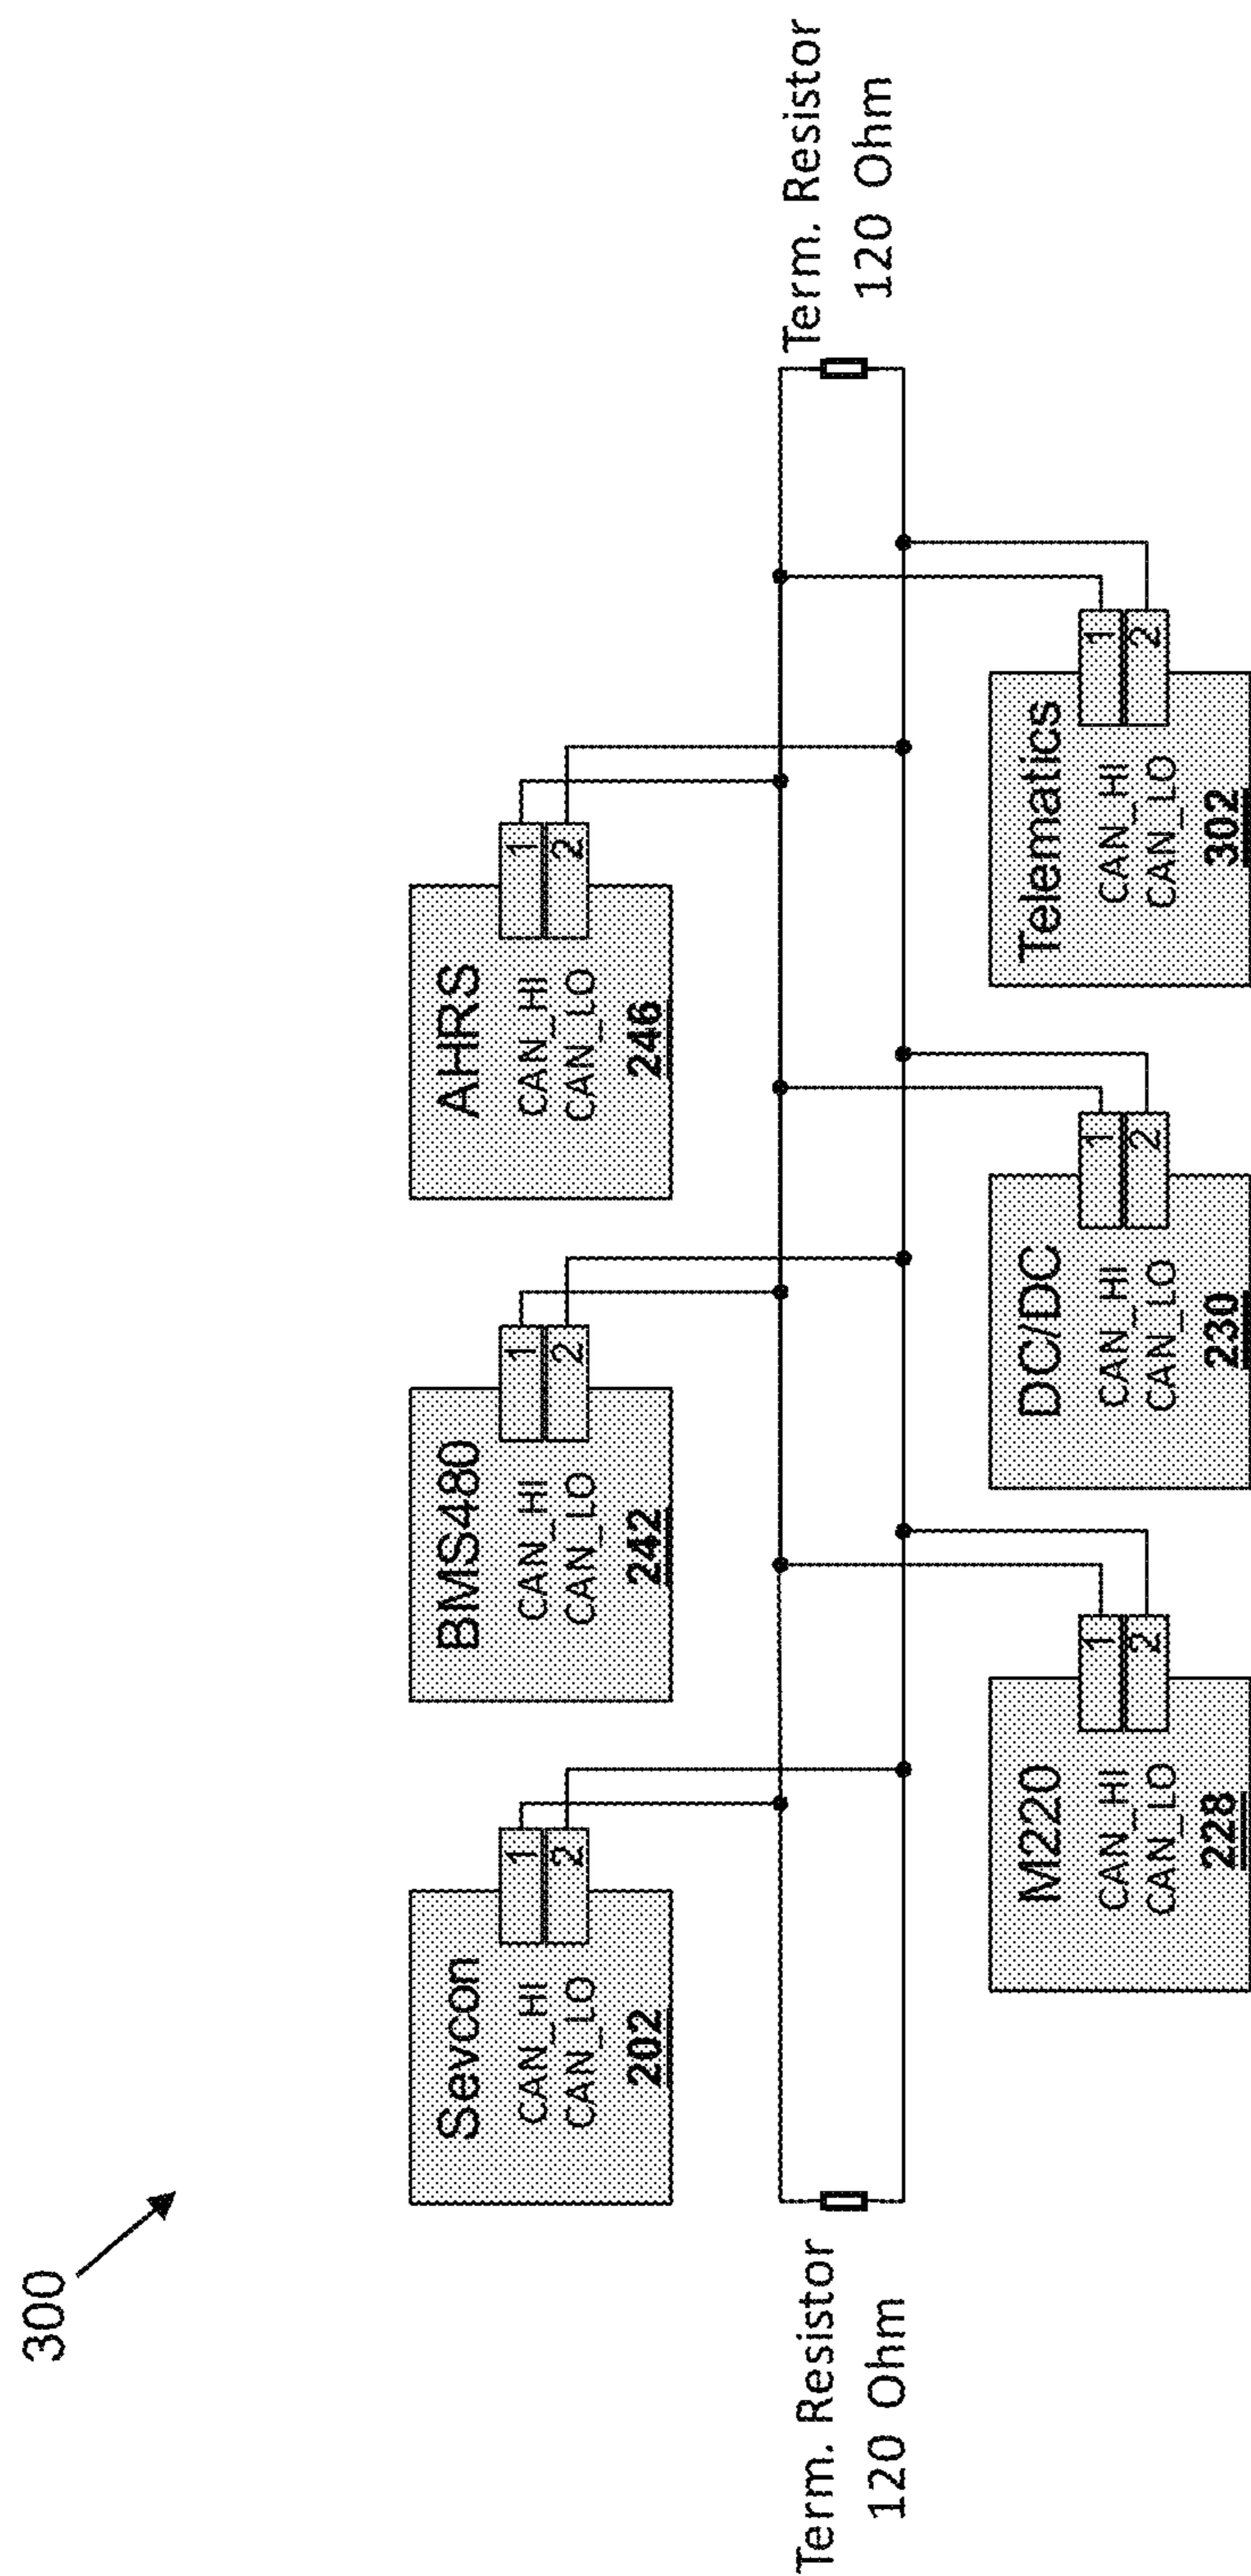 300
Sevcon
CAN_HI
CAN_LO
202
1
2
BMS480
CAN_HI
CAN_LO
242
1
2
AHRS
CAN_HI
CAN_LO
246
1
2
Term. Resistor
120 Ohm
Term. Resistor
120 Ohm
M220
CAN_HI
CAN_LO
228
1
2
DC/DC
CAN_HI
CAN_LO
230
1
2
Telematics
CAN_HI
CAN_LO
302
1
2